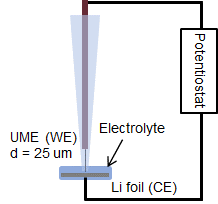 Potentiostat
UME (WE)
d = 25 um
Electrolyte
Li foil (CE)